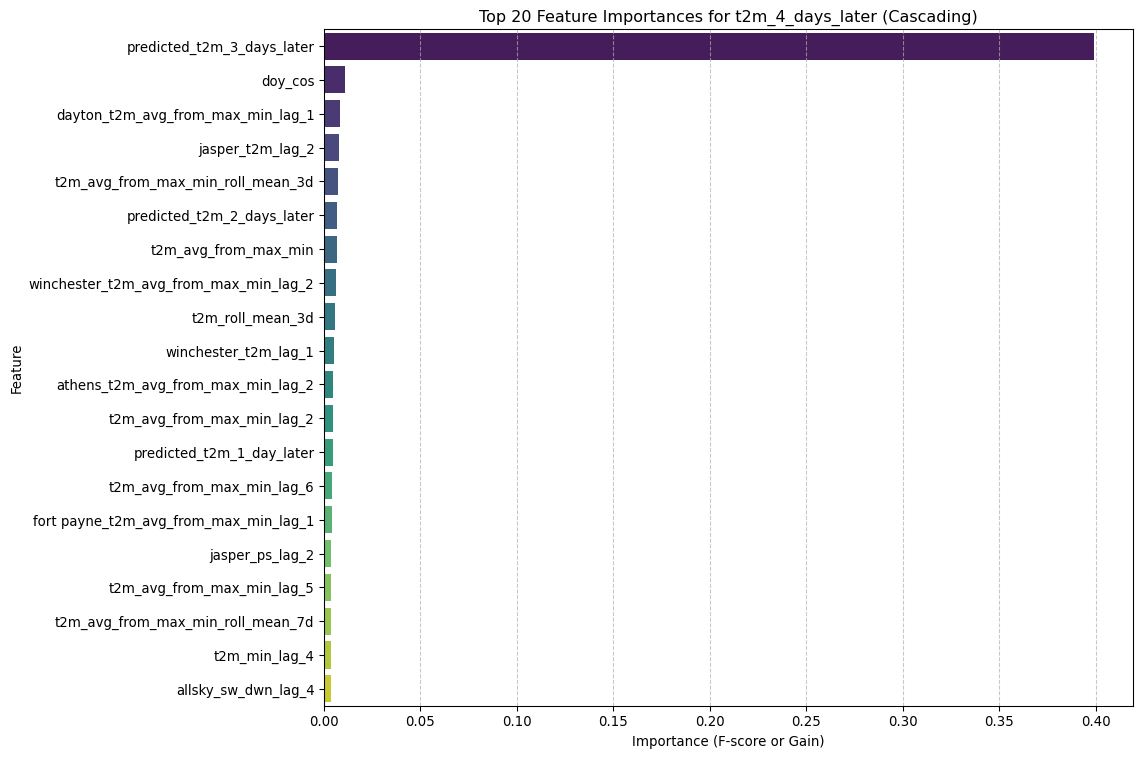 Top 20 Feature Importances for t2m_4_days_later (Cascading)
predicted_t2m_3_days_later
doy_cos
dayton_t2m_avg_from_max_min_lag_1
jasper_t2m_lag_2
t2m_avg_from_max_min_roll_mean_3d
predicted_t2m_2_days_later
t2m_avg_from_max_min
winchester_t2m_avg_from_max_min_lag_2
t2m_roll_mean_3d
winchester_t2m_lag_1
athens_t2m_avg_from_max_min_lag_2
t2m_avg_from_max_min_lag_2
predicted_t2m_1_day_later
t2m_avg_from_max_min_lag_6
fort payne_t2m_avg_from_max_min_lag_1
jasper_ps_lag_2
t2m_avg_from_max_min_lag_5
t2m_avg_from_max_min_roll_mean_7d
t2m_min_lag_4
allsky_sw_dwn_lag_4
Feature
0.00 0.05 0.10 0.15 0.20 0.25 0.30 0.35 0.40
Importance (F-score or Gain)